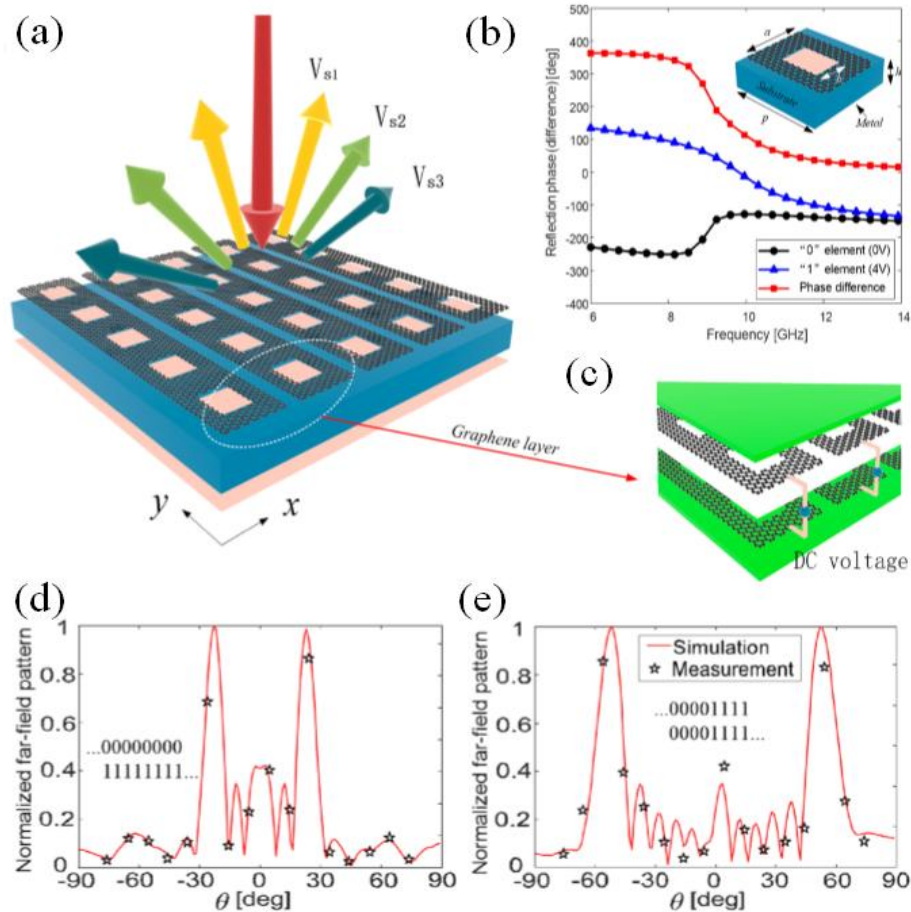 (a)
V_s1
V_s2
V_s3
y
x
Graphene layer
(b)
Reflection phase (difference) [deg]
500
400
300
200
100
0
-100
-200
-300
-400
6
8
10
12
14
Frequency [GHz]
a
h
Substrate
p
Metal
"0" element (0V)
"1" element (4V)
Phase difference
(c)
DC voltage
(d)
Normalized far-field pattern
1
0.8
0.6
0.4
0.2
0
...00000000
11111111...
-90
-60
-30
0
30
60
90
θ [deg]
(e)
Normalized far-field pattern
1
0.8
0.6
0.4
0.2
0
Simulation
Measurement
...00001111
00001111...
-90
-60
-30
0
30
60
90
θ [deg]